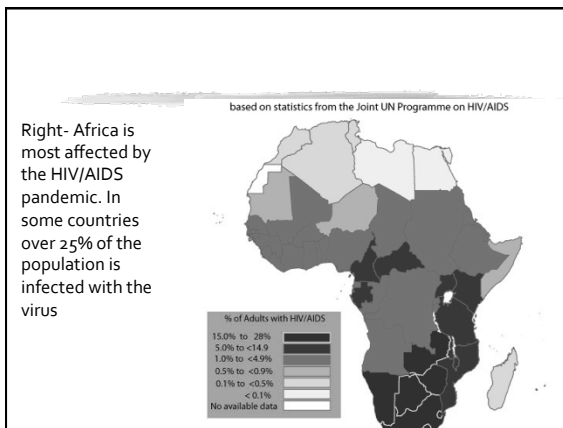 based on statistics from the Joint UN Programme on HIV/AIDS
Right- Africa is
most affected by
the HIV/AIDS
pandemic. In
some countries
over 25% of the
population is
infected with the
virus
% of Adults with HIV/AIDS
15.0% to 28%
5.0% to <14.9
1.0% to <4.9%
0.5% to <0.9%
0.1% to <0.5%
< 0.1%
No available data